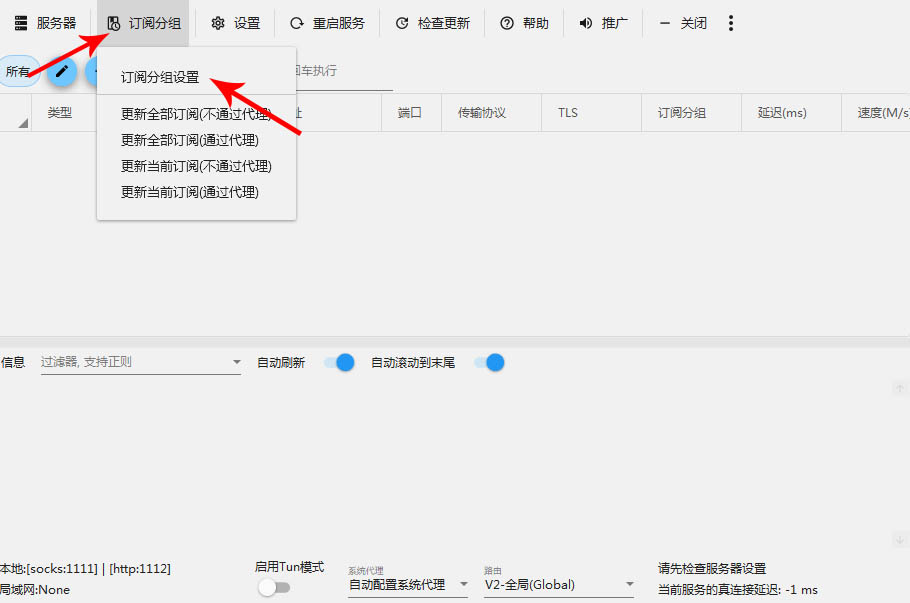 服务器 订阅分组 设置 重启服务 检查更新 帮助 推广 关闭
所有 订阅分组设置 回车执行
类型 更新全部订阅(不通过代理) 址 端口 传输协议 TLS 订阅分组 延迟(ms) 速度(M/s
更新全部订阅(通过代理)
更新当前订阅(不通过代理)
更新当前订阅(通过代理)
信息 过滤器, 支持正则 自动刷新 自动滚动到末尾
本地:[socks:1111] | [http:1112] 启用Tun模式 系统代理 路由 请先检查服务器设置
局域网:None 自动配置系统代理 V2-全局(Global) 当前服务的真连接延迟: -1 ms